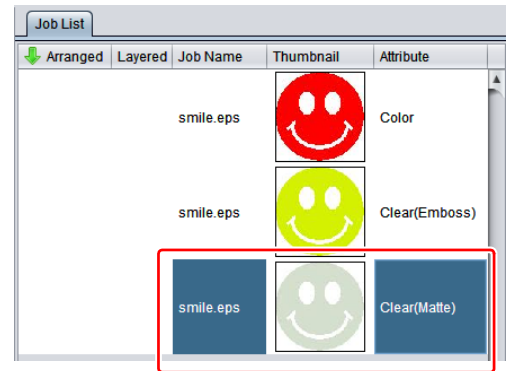 Job List
Arranged Layered Job Name Thumbnail Attribute
smile.eps Color
smile.eps Clear(Emboss)
smile.eps Clear(Matte)